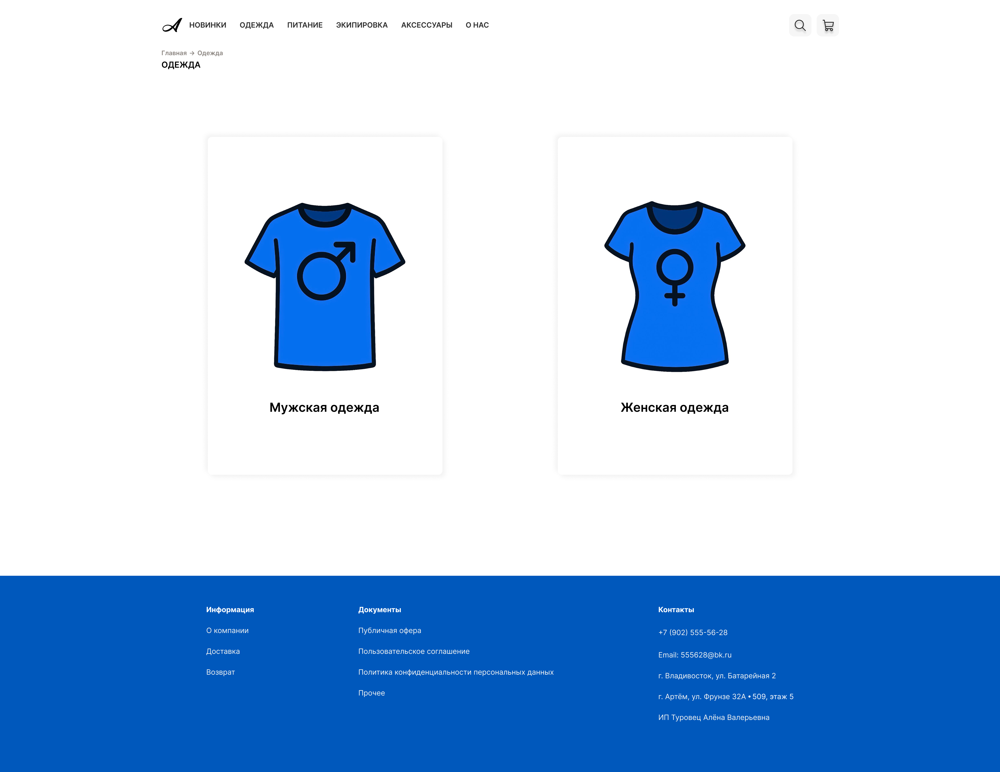 НОВИНКИ ОДЕЖДА ПИТАНИЕ ЭКИПИРОВКА АКСЕССУАРЫ О НАС
Главная → Одежда
ОДЕЖДА
Мужская одежда
Женская одежда
Информация
О компании
Доставка
Возврат
Документы
Публичная офера
Пользовательское соглашение
Политика конфиденциальности персональных данных
Прочее
Контакты
+7 (902) 555-56-28
Email: 555628@bk.ru
г. Владивосток, ул. Батарейная 2
г. Артём, ул. Фрунзе 32А • 509, этаж 5
ИП Туровец Алёна Валерьевна